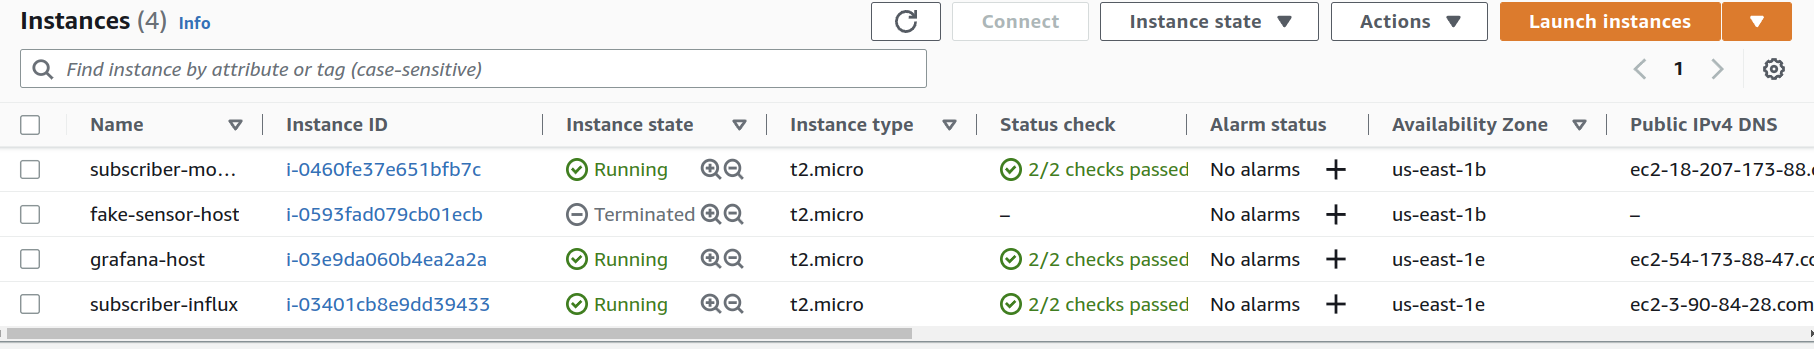 Instances (4) Info Connect Instance state Actions Launch instances
Find instance by attribute or tag (case-sensitive) 1
Name Instance ID Instance state Instance type Status check Alarm status Availability Zone Public IPv4 DNS
subscriber-mo... i-0460fe37e651bfb7c Running t2.micro 2/2 checks passed No alarms us-east-1b ec2-18-207-173-88.
fake-sensor-host i-0593fad079cb01ecb Terminated t2.micro – No alarms us-east-1b –
grafana-host i-03e9da060b4ea2a2a Running t2.micro 2/2 checks passed No alarms us-east-1e ec2-54-173-88-47.co
subscriber-influx i-03401cb8e9dd39433 Running t2.micro 2/2 checks passed No alarms us-east-1e ec2-3-90-84-28.com